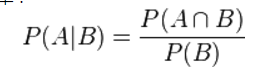 P(A|B) = P(A ∩ B) / P(B)